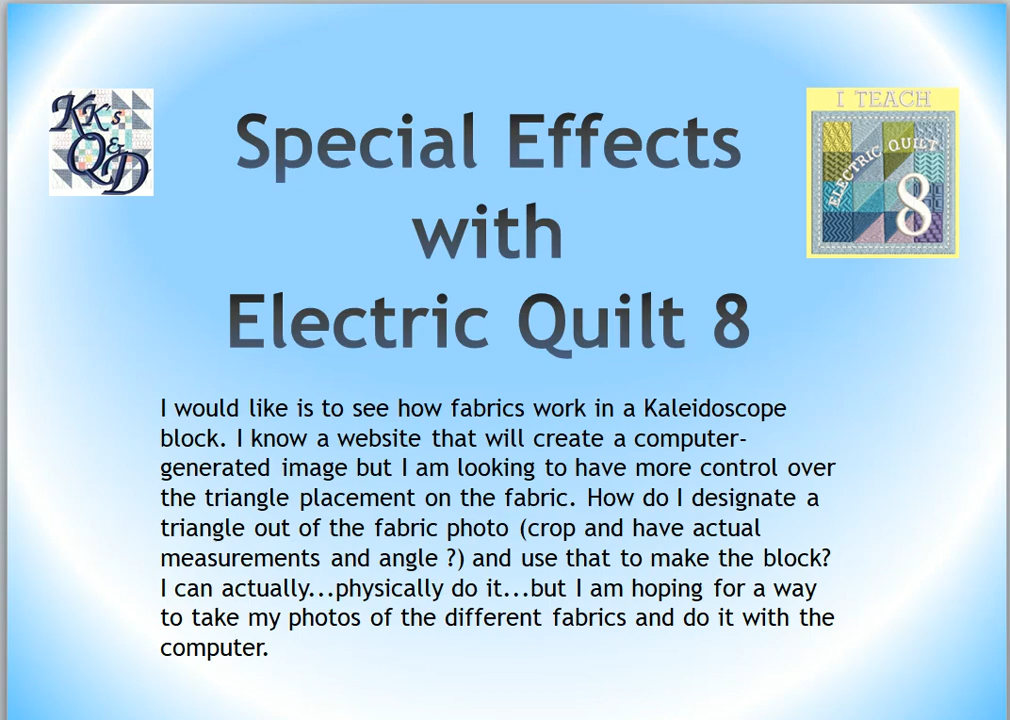 KK's
Q&D
I TEACH
ELECTRIC QUILT
8
Special Effects
with
Electric Quilt 8
I would like is to see how fabrics work in a Kaleidoscope
block. I know a website that will create a computer-
generated image but I am looking to have more control over
the triangle placement on the fabric. How do I designate a
triangle out of the fabric photo (crop and have actual
measurements and angle ?) and use that to make the block?
I can actually...physically do it...but I am hoping for a way
to take my photos of the different fabrics and do it with the
computer.